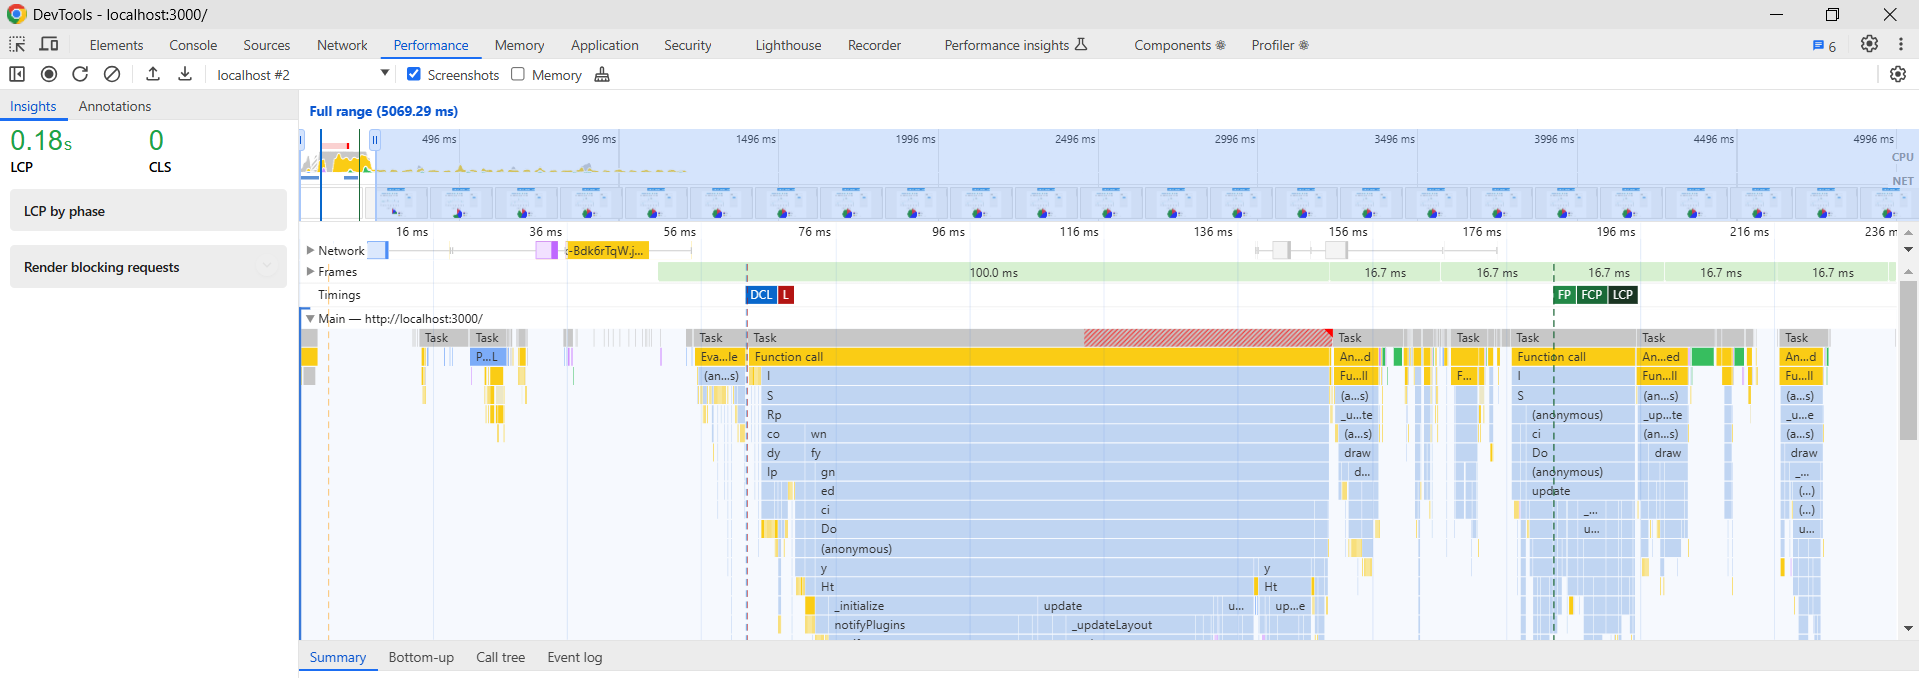 DevTools - localhost:3000/
Elements Console Sources Network Performance Memory Application Security Lighthouse Recorder Performance insights Components Profiler 6
localhost #2 Screenshots Memory
Insights Annotations
0.18s 0
LCP CLS
LCP by phase
Render blocking requests
Full range (5069.29 ms)
496 ms 996 ms 1496 ms 1996 ms 2496 ms 2996 ms 3496 ms 3996 ms 4496 ms 4996 ms
CPU
NET
16 ms 36 ms 56 ms 76 ms 96 ms 116 ms 136 ms 156 ms 176 ms 196 ms 216 ms 236 m
Network -Bdk6rTqW.j...
Frames 100.0 ms 16.7 ms 16.7 ms 16.7 ms 16.7 ms 16.7 ms
Timings DCL L FP FCP LCP
Main — http://localhost:3000/
Task Task Task Task Task Task Task Task Task
P...L Eva...le Function call An...d Function call An...ed An...d
(an...s) I Fu...ll F... I Fun...ll Fu...ll
S (a...s) S (an...s) (a...s)
Rp _u...te (anonymous) _up...te _u...e
co wn (a...s) ci (an...s) (a...s)
dy fy draw Do draw draw
lp gn d... (anonymous) _...
ed update (...)
ci _... (...)
Do u... u...
(anonymous)
y y
Ht Ht
_initialize update u... up...e
notifyPlugins _updateLayout
Summary Bottom-up Call tree Event log